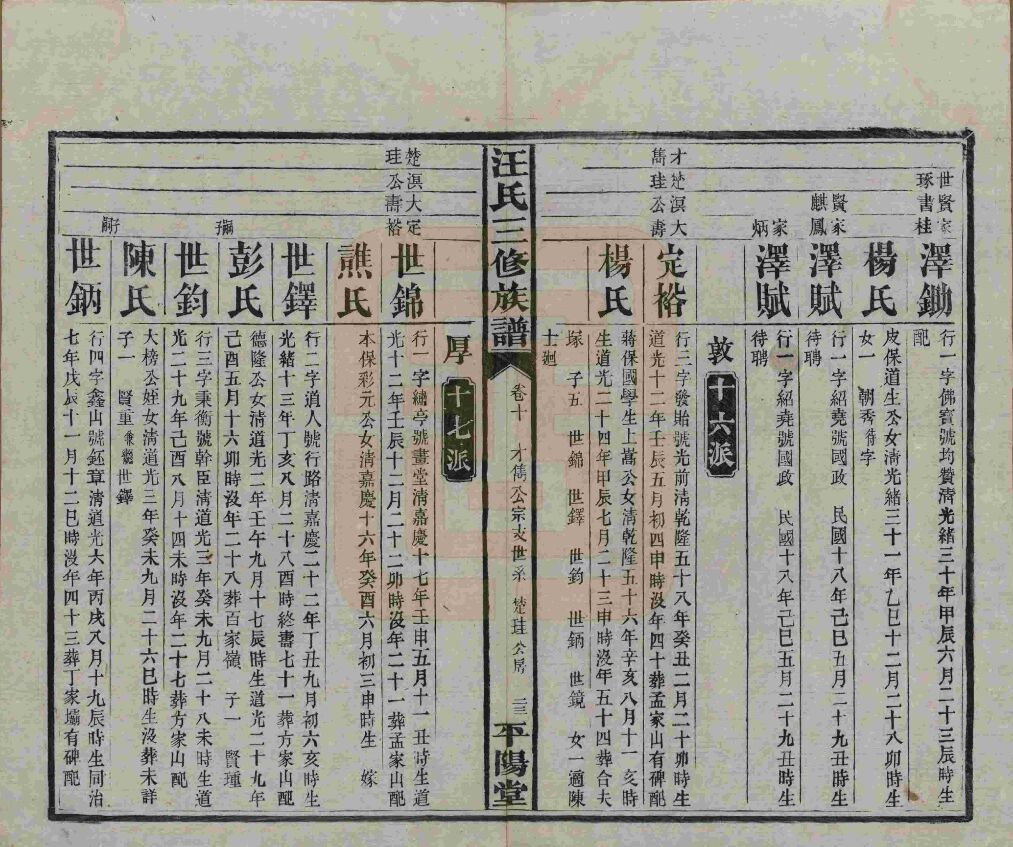 世賢家
琢書桂
澤鋤
行一字佛寶號均贊清光緒三十年甲辰六月二十三辰時生
配
楊氏
皮保道生公女清光緒三十一年乙巳十二月二十八卯時生
女一 朝秀待字
賢家
麒鳳
澤賦
行一字紹堯號國政 民國十八年己巳五月二十九丑時生
待聘
家
炳
澤賦
行一字紹堯號國政 民國十八年己巳五月二十九丑時生
待聘
敦 十六派
才楚淇大
雋珪公壽
定裕
行三字發貽號光前清乾隆五十八年癸丑二月二十卯時生
道光十二年壬辰五月初四申時沒年四十葬孟家山有碑配
楊氏
蔣保國學生上嵩公女清乾隆五十六年辛亥八月十一亥時
生道光二十四年甲辰七月二十三申時沒年五十四葬合夫
塚 子五 世錦 世鐸 世鈞 世鈵 世鏡 女一適陳
士廻
汪氏三修族譜
卷十 才雋公宗支世系 楚珪公房 三三
平陽堂
厚 十七派
楚淇大定
珪公壽裕
世錦
行一字繡亭號畫堂清嘉慶十七年壬申五月十一丑時生道
光十二年壬辰十二月二十二卯時沒年二十一葬孟家山配
譙氏
本保彩元公女清嘉慶十六年癸酉六月初三申時生 嫁
世鐸
行二字道人號行路清嘉慶二十二年丁丑九月初六亥時生
光緒十三年丁亥八月二十八酉時終壽七十一葬方家山配
彭氏
德隆公女清道光二年壬午九月十七辰時生道光二十九年
己酉五月十六卯時沒年二十八葬百家嶺 子一 賢瑾
世鈞
行三字秉衡號幹臣清道光三年癸未九月二十八未時生道
光二十九年己酉八月十四未時沒年二十七葬方家山配
陳氏
大榜公姪女清道光三年癸未九月二十六巳時生沒葬未詳
子一 賢重兼繼世鐸
世鈵
行四字鑫山號鉅章清道光六年丙戌八月十九辰時生同治
七年戊辰十一月十二巳時沒年四十三葬丁家壩有碑配